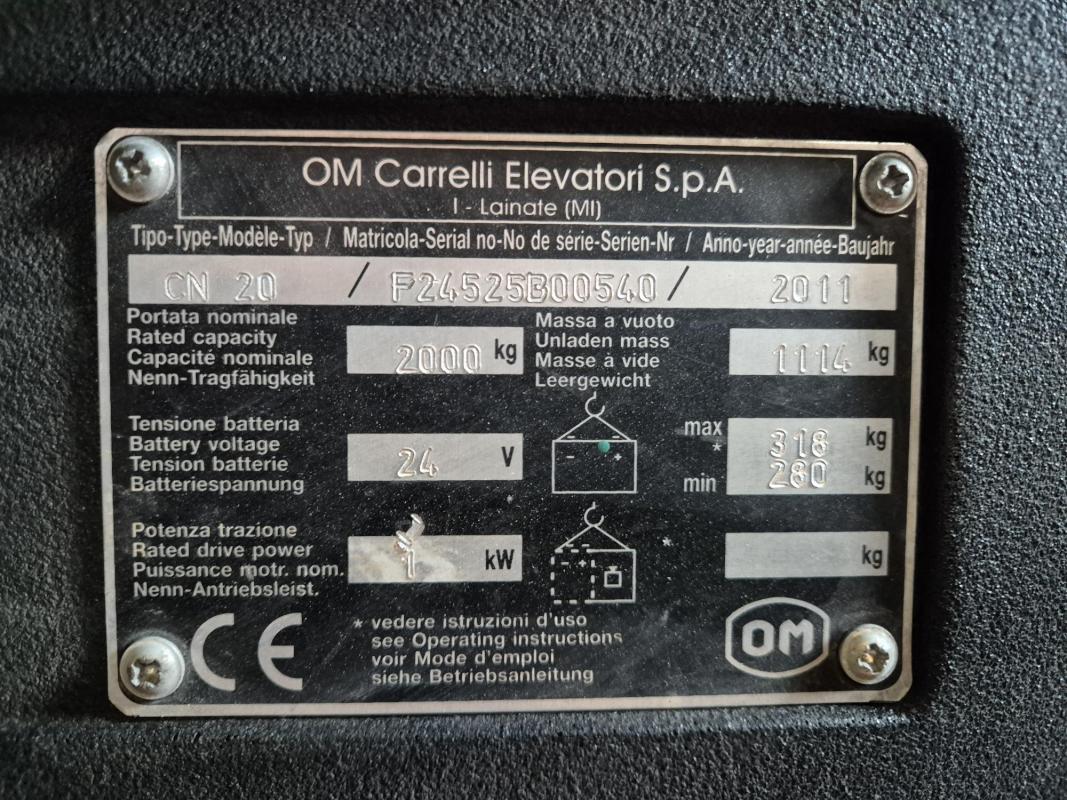 OM Carrelli Elevatori S.p.A.
I - Lainate (MI)
Tipo-Type-Modèle-Typ / Matricola-Serial no-No de série-Serien-Nr / Anno-year-année-Baujahr
CN 20 / F24525B00540 / 2011
Portata nominale
Rated capacity
Capacité nominale
Nenn-Tragfähigkeit
2000 kg
Massa a vuoto
Unladen mass
Masse à vide
Leergewicht
1114 kg
Tensione batteria
Battery voltage
Tension batterie
Batteriespannung
24 V
- +
max 318 kg
*
min 280 kg
Potenza trazione
Rated drive power
Puissance motr. nom.
Nenn-Antriebsleist.
1 kW
- +
*
kg
CE
* vedere istruzioni d'uso
see Operating instructions
voir Mode d'emploi
siehe Betriebsanleitung
OM